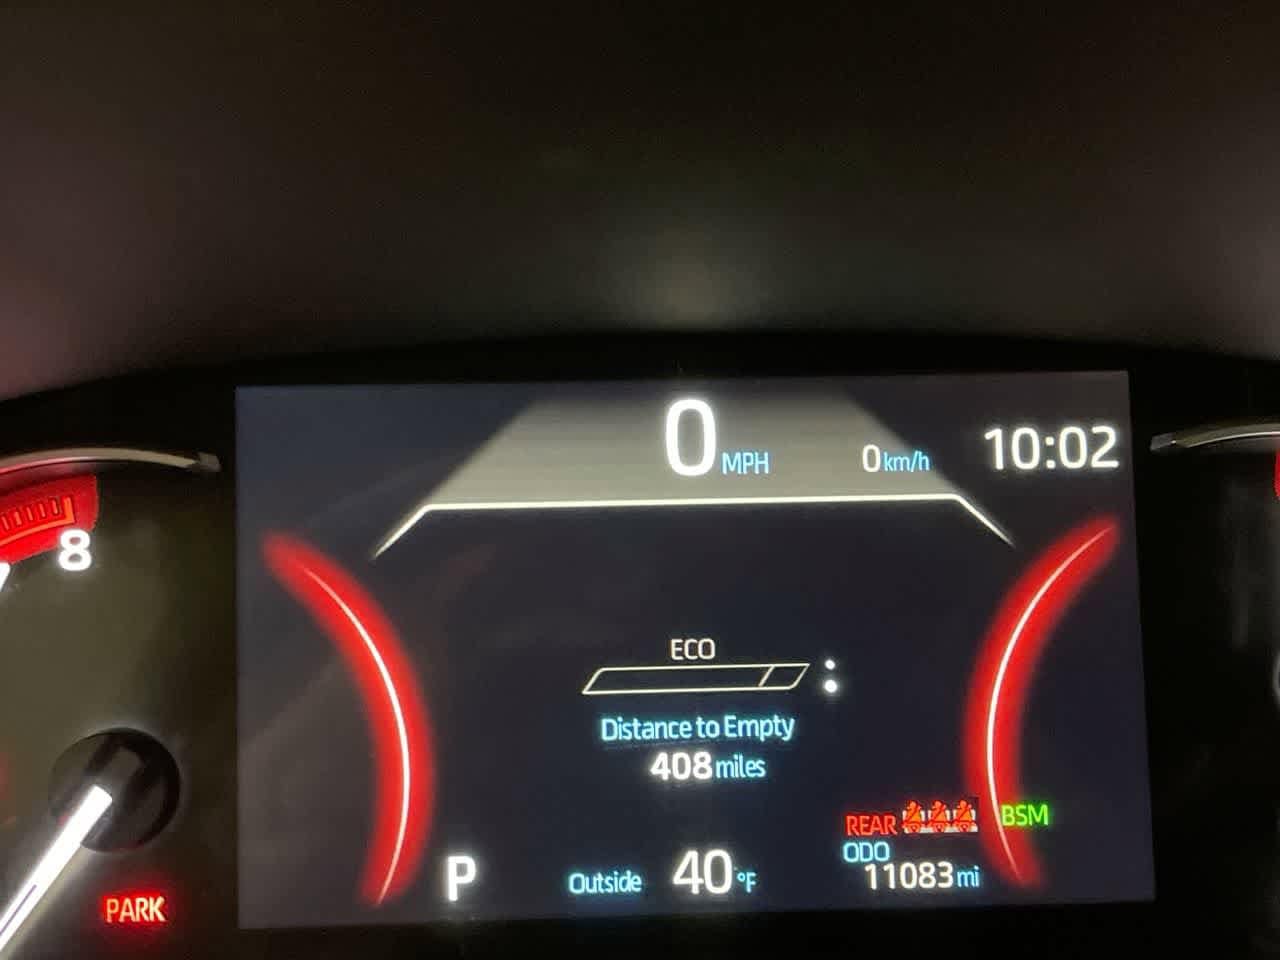 0 MPH
0 km/h
10:02
8
ECO
Distance to Empty
408 miles
REAR
BSM
ODO
11083 mi
P
Outside 40 °F
PARK